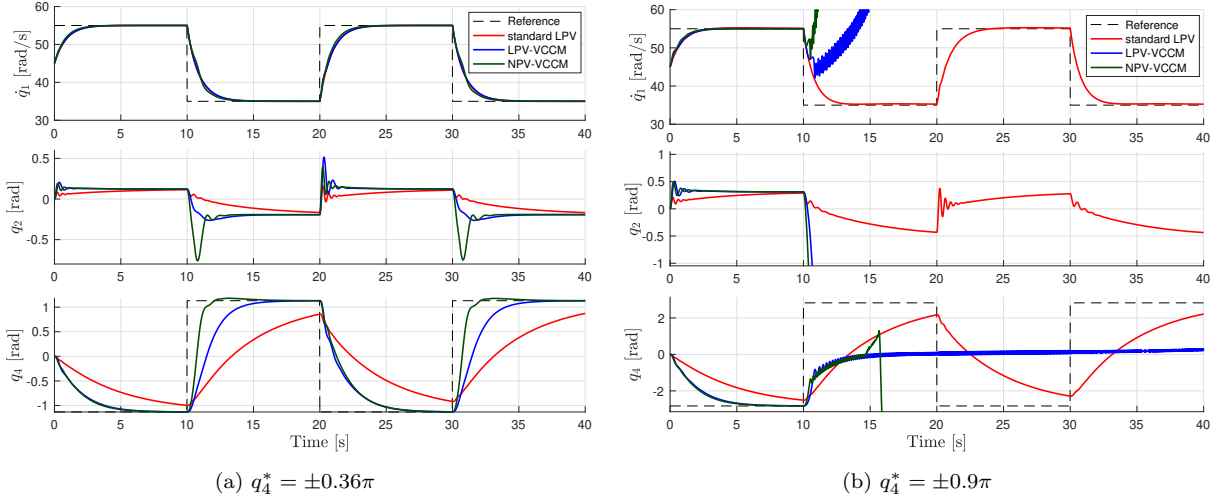 60
50
40
30
q̇₁ [rad/s]
0 5 10 15 20 25 30 35 40
Reference
standard LPV
LPV-VCCM
NPV-VCCM
0.5
0
-0.5
q₂ [rad]
0 5 10 15 20 25 30 35 40
1
0.5
0
-0.5
-1
q₄ [rad]
0 5 10 15 20 25 30 35 40
Time [s]
(a) q₄* = ±0.36π
60
50
40
30
q̇₁ [rad/s]
0 5 10 15 20 25 30 35 40
Reference
standard LPV
LPV-VCCM
NPV-VCCM
1
0.5
0
-0.5
-1
q₂ [rad]
0 5 10 15 20 25 30 35 40
2
0
-2
q₄ [rad]
0 5 10 15 20 25 30 35 40
Time [s]
(b) q₄* = ±0.9π